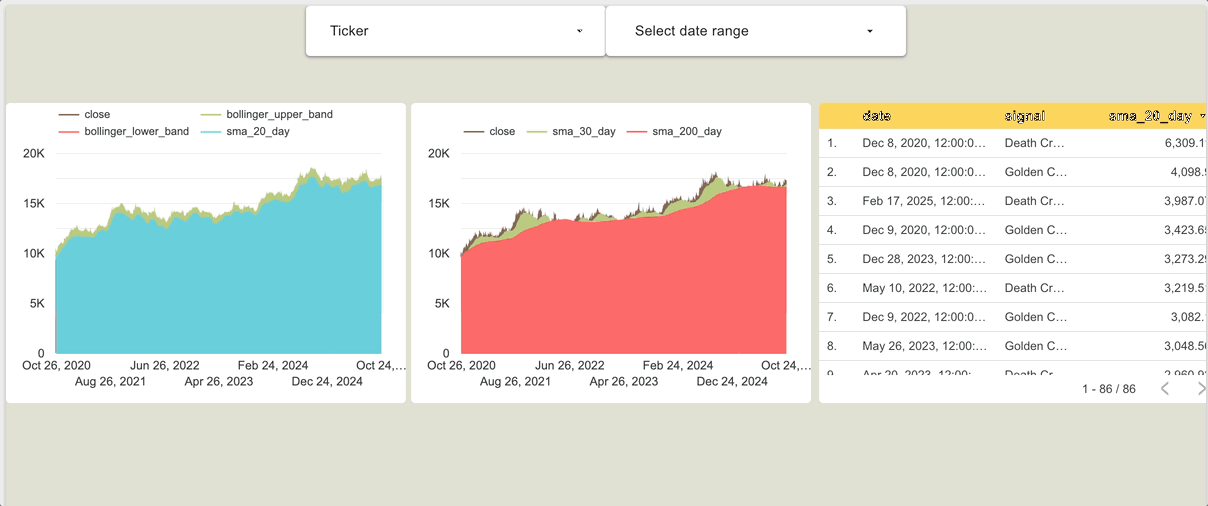 Ticker
Select date range
close bollinger_upper_band
bollinger_lower_band sma_20_day
20K
15K
10K
5K
0
Oct 26, 2020 Jun 26, 2022 Feb 24, 2024 Oct 24,…
Aug 26, 2021 Apr 26, 2023 Dec 24, 2024
close sma_30_day sma_200_day
20K
15K
10K
5K
0
Oct 26, 2020 Jun 26, 2022 Feb 24, 2024 Oct 24,…
Aug 26, 2021 Apr 26, 2023 Dec 24, 2024
date signal sma_20_day
1. Dec 8, 2020, 12:00:0… Death Cr… 6,309.1
2. Dec 8, 2020, 12:00:0… Golden C… 4,098.
3. Feb 17, 2025, 12:00:… Death Cr… 3,987.07
4. Dec 9, 2020, 12:00:0… Golden C… 3,423.6
5. Dec 28, 2023, 12:00:… Golden C… 3,273.2
6. May 10, 2022, 12:00:… Death Cr… 3,219.5
7. Dec 9, 2022, 12:00:0… Golden C… 3,082.
8. May 26, 2023, 12:00:… Golden C… 3,048.5
9. Apr 20, 2023, 12:00: Death Cr 2,960.9
1 - 86 / 86